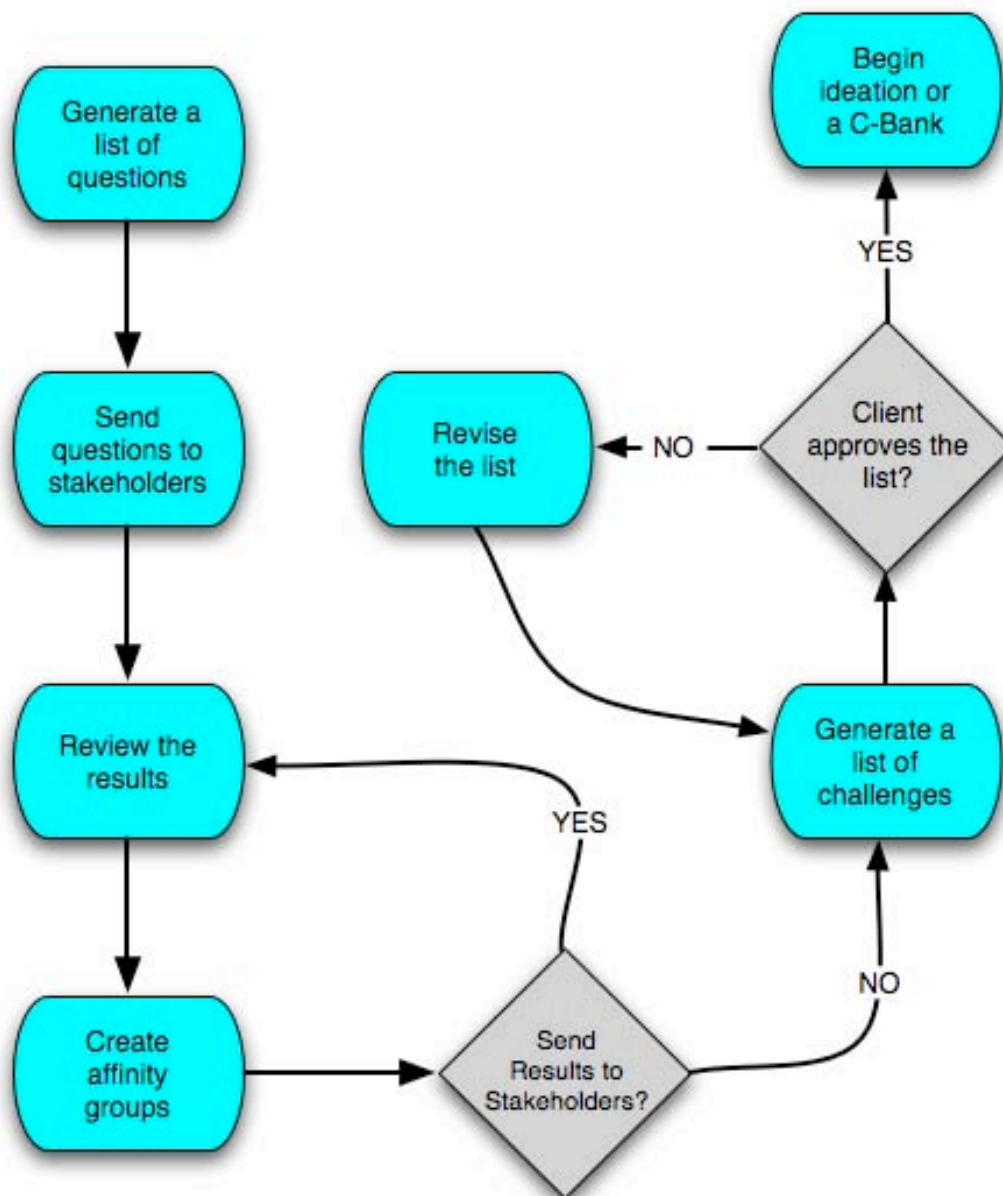 Generate a
list of
questions
Send
questions to
stakeholders
Review the
results
Create
affinity
groups
Send
Results to
Stakeholders?
YES
NO
Generate a
list of
challenges
Client
approves the
list?
NO
Revise
the list
YES
Begin
ideation or
a C-Bank